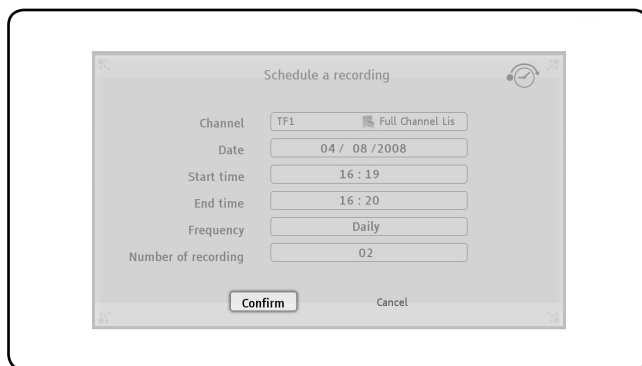 Schedule a recording
Channel TF1 Full Channel Lis
Date 04 / 08 /2008
Start time 16 : 19
End time 16 : 20
Frequency Daily
Number of recording 02
Confirm Cancel